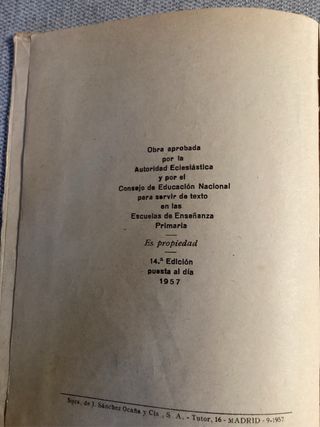 Obra aprobada
por la
Autoridad Eclesiástica
y por el
Consejo de Educación Nacional
para servir de texto
en las
Escuelas de Enseñanza
Primaria
Es propiedad
14.ª Edición
puesta al día
1957
Sgra. de J. Sánchez Ocaña y Cía., S. A. - Tutor, 16 - MADRID - 9-1957